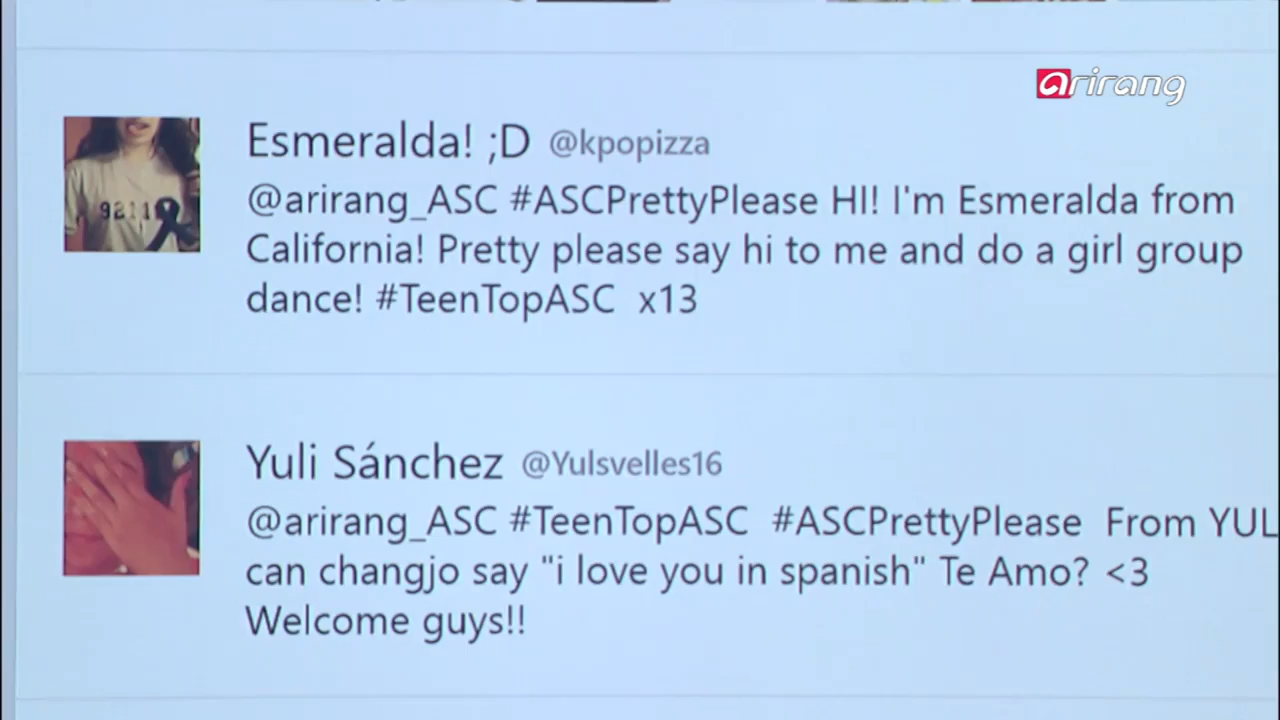 arirang
Esmeralda! ;D @kpopizza
@arirang_ASC #ASCPrettyPlease HI! I'm Esmeralda from
California! Pretty please say hi to me and do a girl group
dance! #TeenTopASC x13
Yuli Sánchez @Yulsvelles16
@arirang_ASC #TeenTopASC #ASCPrettyPlease From YUL
can changjo say "i love you in spanish" Te Amo? <3
Welcome guys!!